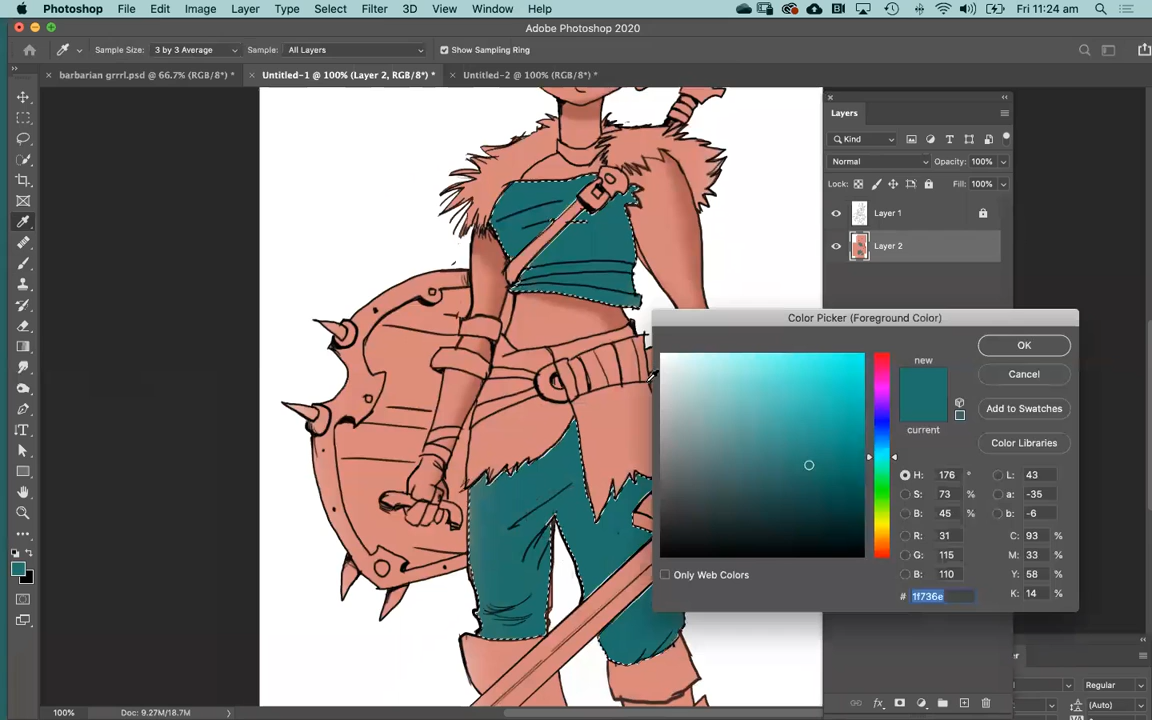 Photoshop File Edit Image Layer Type Select Filter 3D View Window Help Fri 11:24 am
Adobe Photoshop 2020
Sample Size: 3 by 3 Average Sample: All Layers Show Sampling Ring
barbarian grrrl.psd @ 66.7% (RGB/8*) * Untitled-1 @ 100% (Layer 2, RGB/8*) * Untitled-2 @ 100% (RGB/8*) *
Layers
Kind
Normal Opacity: 100%
Lock: Fill: 100%
Layer 1
Layer 2
Color Picker (Foreground Color)
new
current
OK
Cancel
Add to Swatches
Color Libraries
H: 176 ° L: 43
S: 73 % a: -35
B: 45 % b: -6
R: 31 C: 93 %
G: 115 M: 33 %
B: 110 Y: 58 %
# 1f736e K: 14 %
Only Web Colors
Regular
(Auto)
100% Doc: 9.27M/18.7M